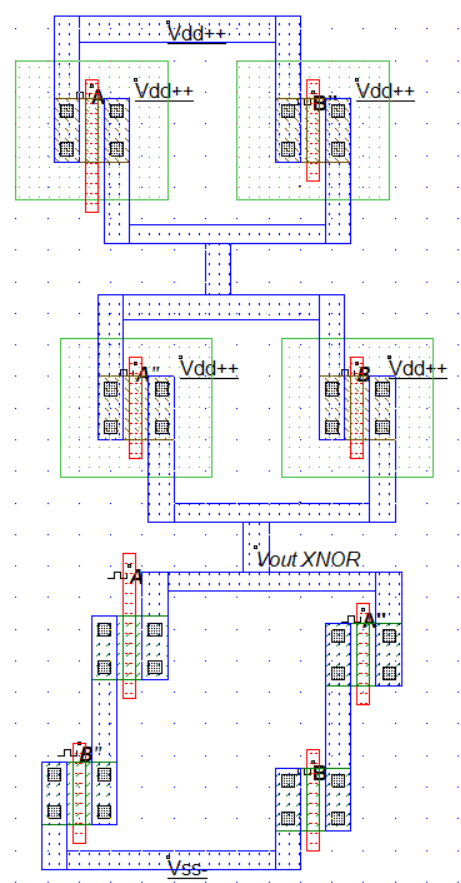 Vdd++
A
Vdd++
B"
Vdd++
A"
Vdd++
B
Vdd++
Vout XNOR
A
A"
B"
B
Vss-